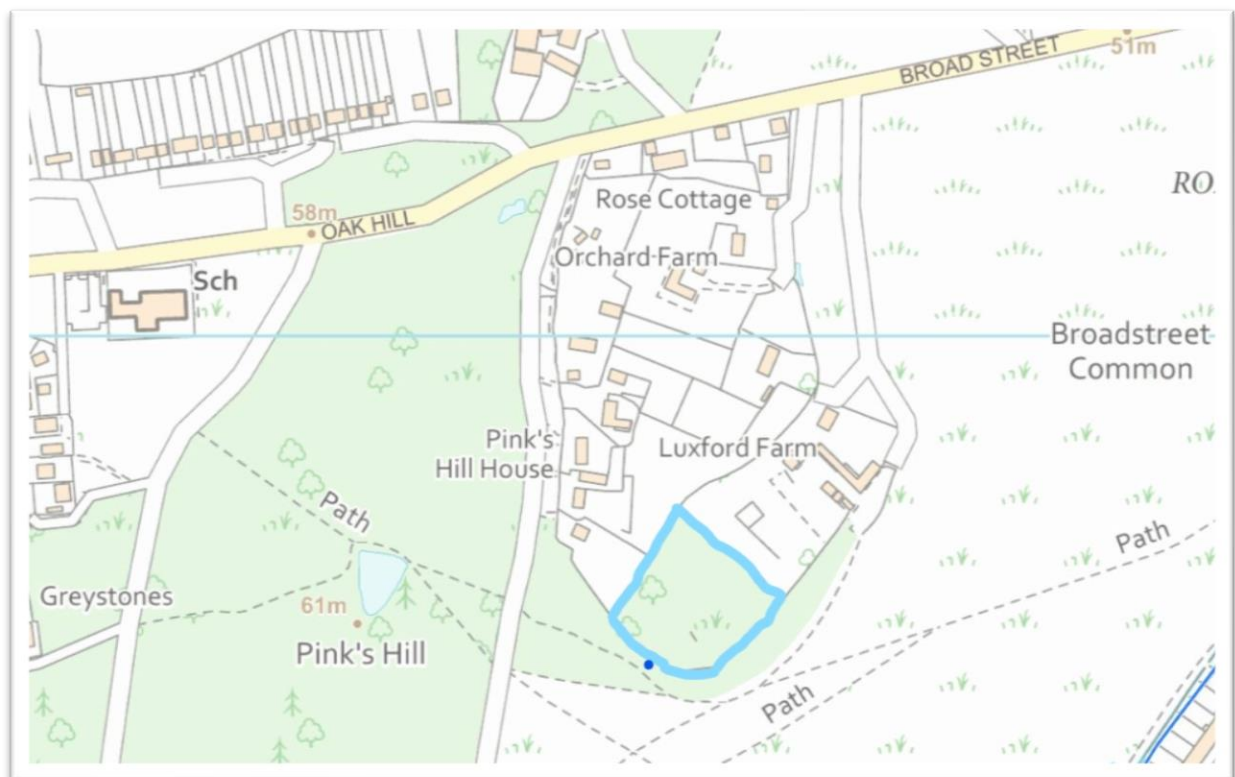 51m
BROAD STREET
RO
Rose Cottage
58m
OAK HILL
Orchard Farm
Sch
Broadstreet
Common
Pink's
Hill House
Luxford Farm
Path
Path
Greystones
61m
Pink's Hill
Path